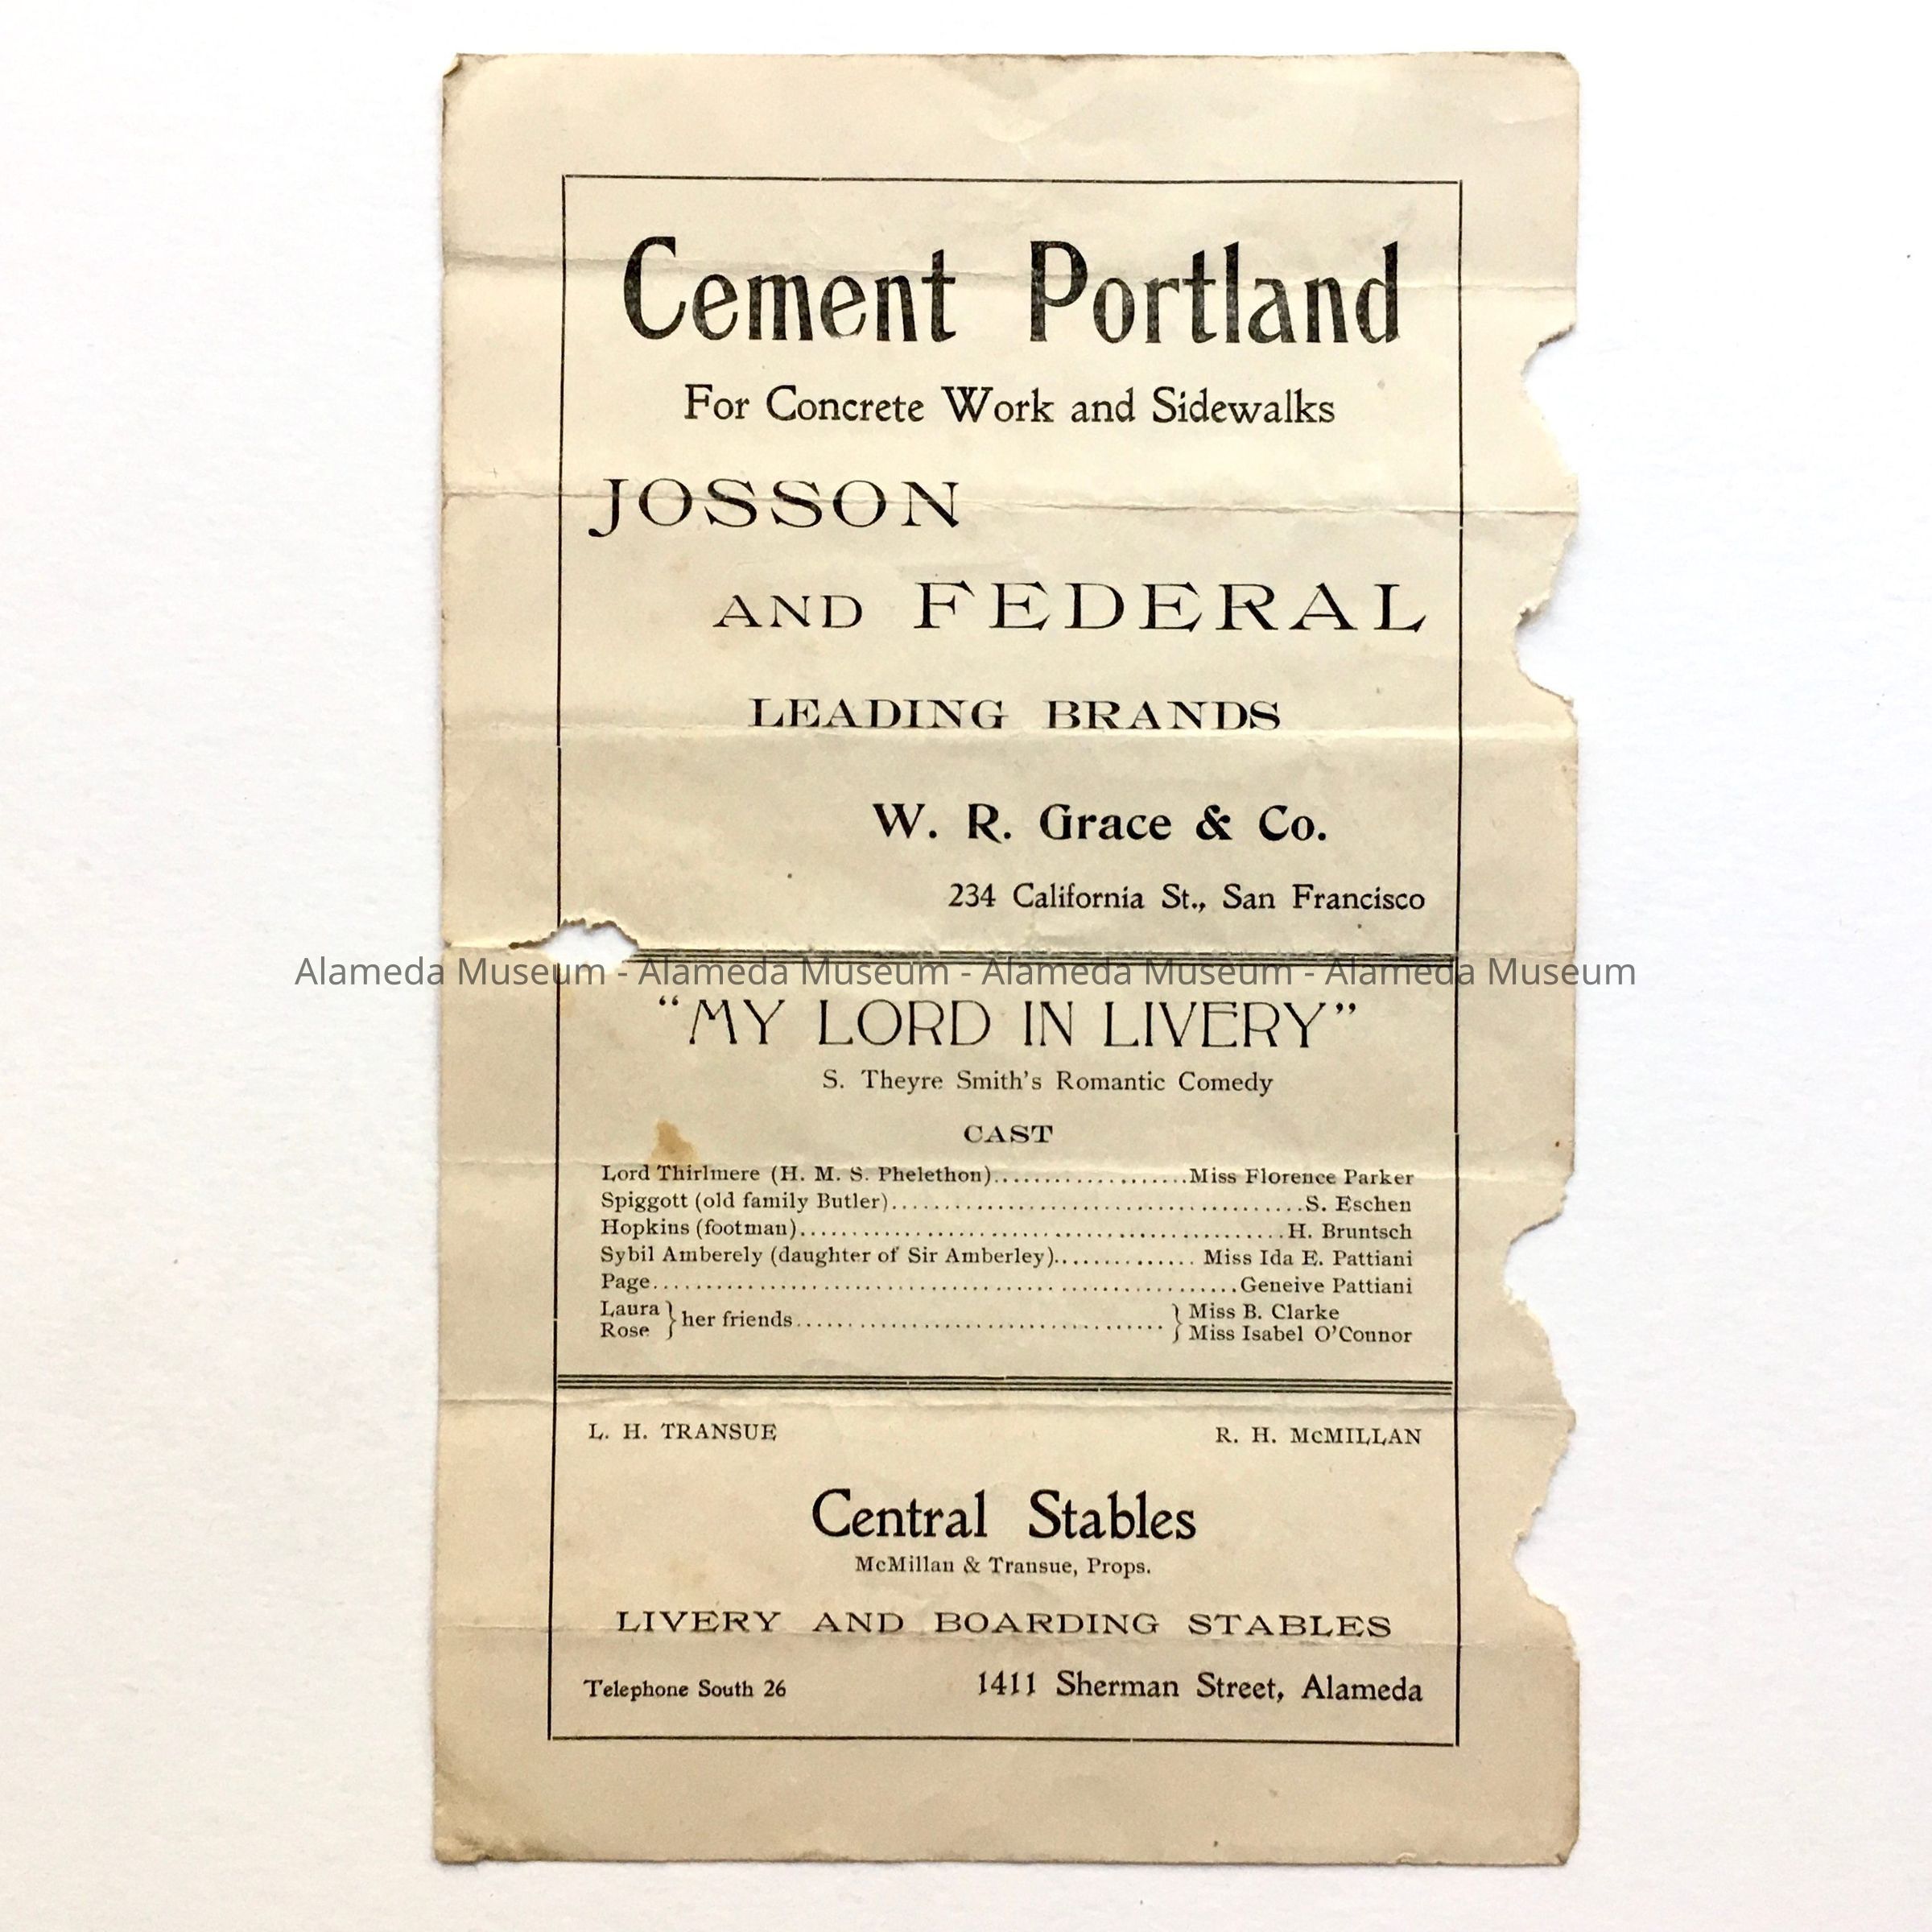 Cement Portland
For Concrete Work and Sidewalks
JOSSON
AND FEDERAL
LEADING BRANDS
W. R. Grace & Co.
234 California St., San Francisco
Alameda Museum - Alameda Museum - Alameda Museum - Alameda Museum
“MY LORD IN LIVERY”
S. Theyre Smith’s Romantic Comedy
CAST
Lord Thirlmere (H. M. S. Phelethon)...................Miss Florence Parker
Spiggott (old family Butler).......................................S. Eschen
Hopkins (footman)..............................................H. Bruntsch
Sybil Amberely (daughter of Sir Amberley)..............Miss Ida E. Pattiani
Page........................................................Geneive Pattiani
Laura } her friends................................... } Miss B. Clarke
Rose } Miss Isabel O’Connor
L. H. TRANSUE R. H. McMILLAN
Central Stables
McMillan & Transue, Props.
LIVERY AND BOARDING STABLES
Telephone South 26 1411 Sherman Street, Alameda